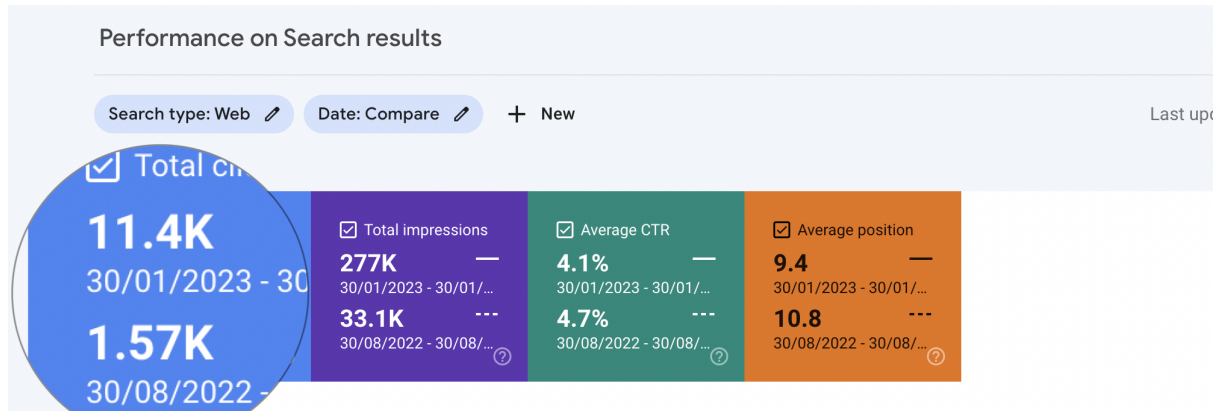 Performance on Search results
Search type: Web
Date: Compare
+ New
Last upd
Total cli
11.4K
30/01/2023 - 30
1.57K
30/08/2022 -
Total impressions
277K
30/01/2023 - 30/01/...
33.1K
30/08/2022 - 30/08/...
Average CTR
4.1%
30/01/2023 - 30/01/...
4.7%
30/08/2022 - 30/08/...
Average position
9.4
30/01/2023 - 30/01/...
10.8
30/08/2022 - 30/08/...